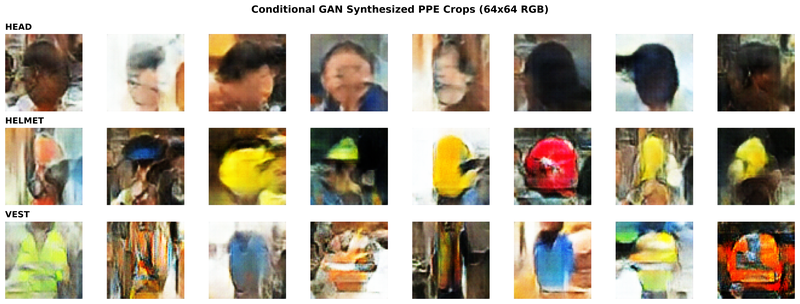 Conditional GAN Synthesized PPE Crops (64x64 RGB)
HEAD
HELMET
VEST